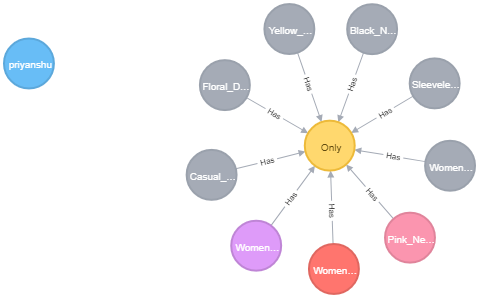 Yellow_...
Black_N...
priyanshu
Floral_D...
Has
Has
Sleevele...
Has
Has
Only
Casual_...
Has
Has
Women...
Has
Has
Has
Women...
Pink_Ne...
Women...